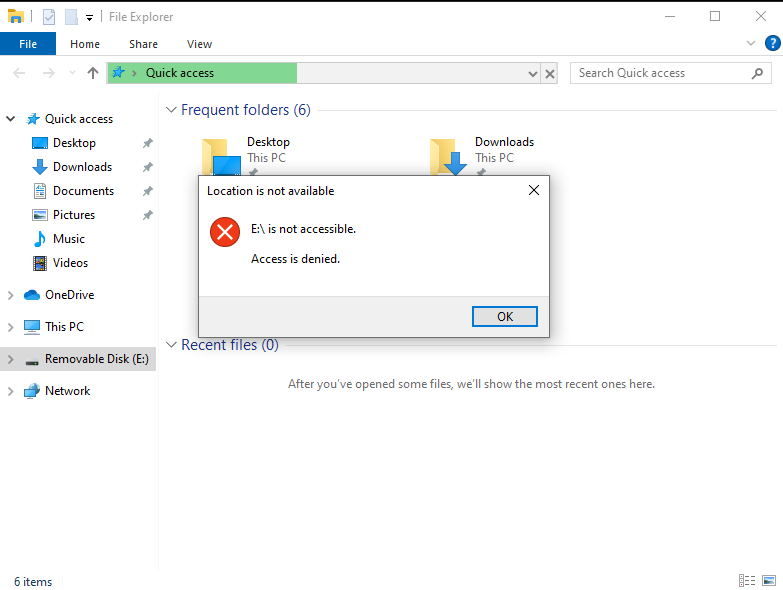 File Explorer
File Home Share View
?
Quick access
Search Quick access
Quick access
Desktop
Downloads
Documents
Pictures
Music
Videos
OneDrive
This PC
Removable Disk (E:)
Network
Frequent folders (6)
Desktop
This PC
Downloads
This PC
Location is not available
E:\ is not accessible.
Access is denied.
OK
Recent files (0)
After you've opened some files, we'll show the most recent ones here.
6 items